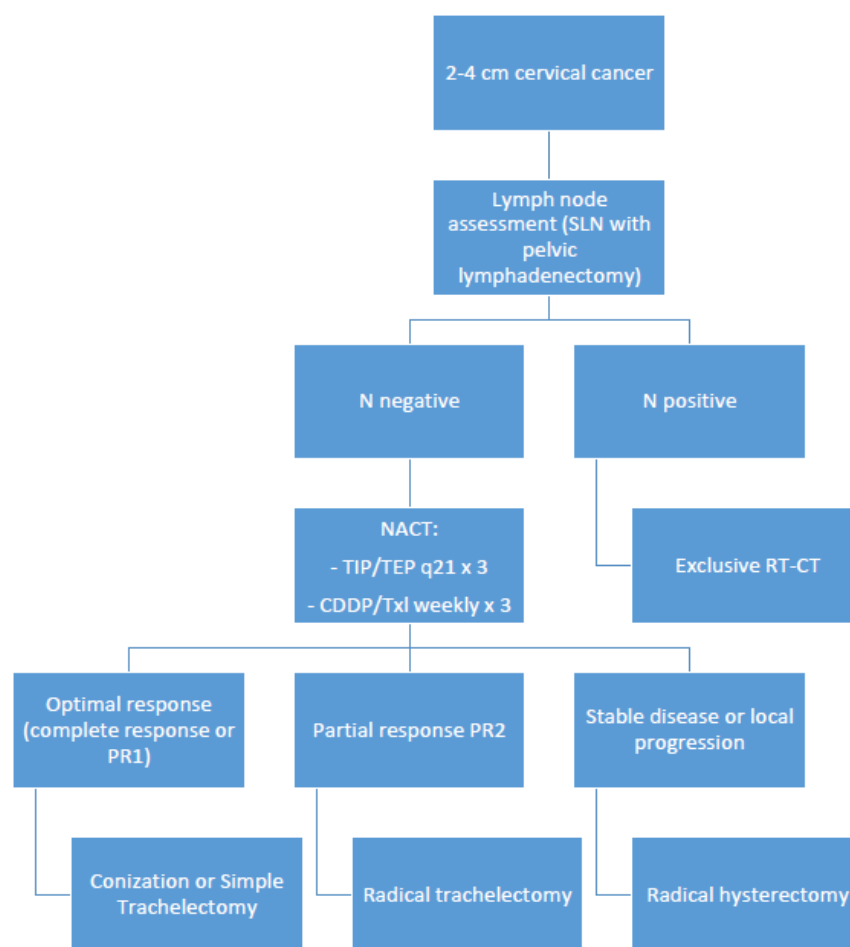 2-4 cm cervical cancer
Lymph node
assessment (SLN with
pelvic
lymphadenectomy)
N negative
N positive
NACT:
- TIP/TEP q21 x 3
- CDDP/Txl weekly x 3
Exclusive RT-CT
Optimal response
(complete response or
PR1)
Partial response PR2
Stable disease or local
progression
Conization or Simple
Trachelectomy
Radical trachelectomy
Radical hysterectomy